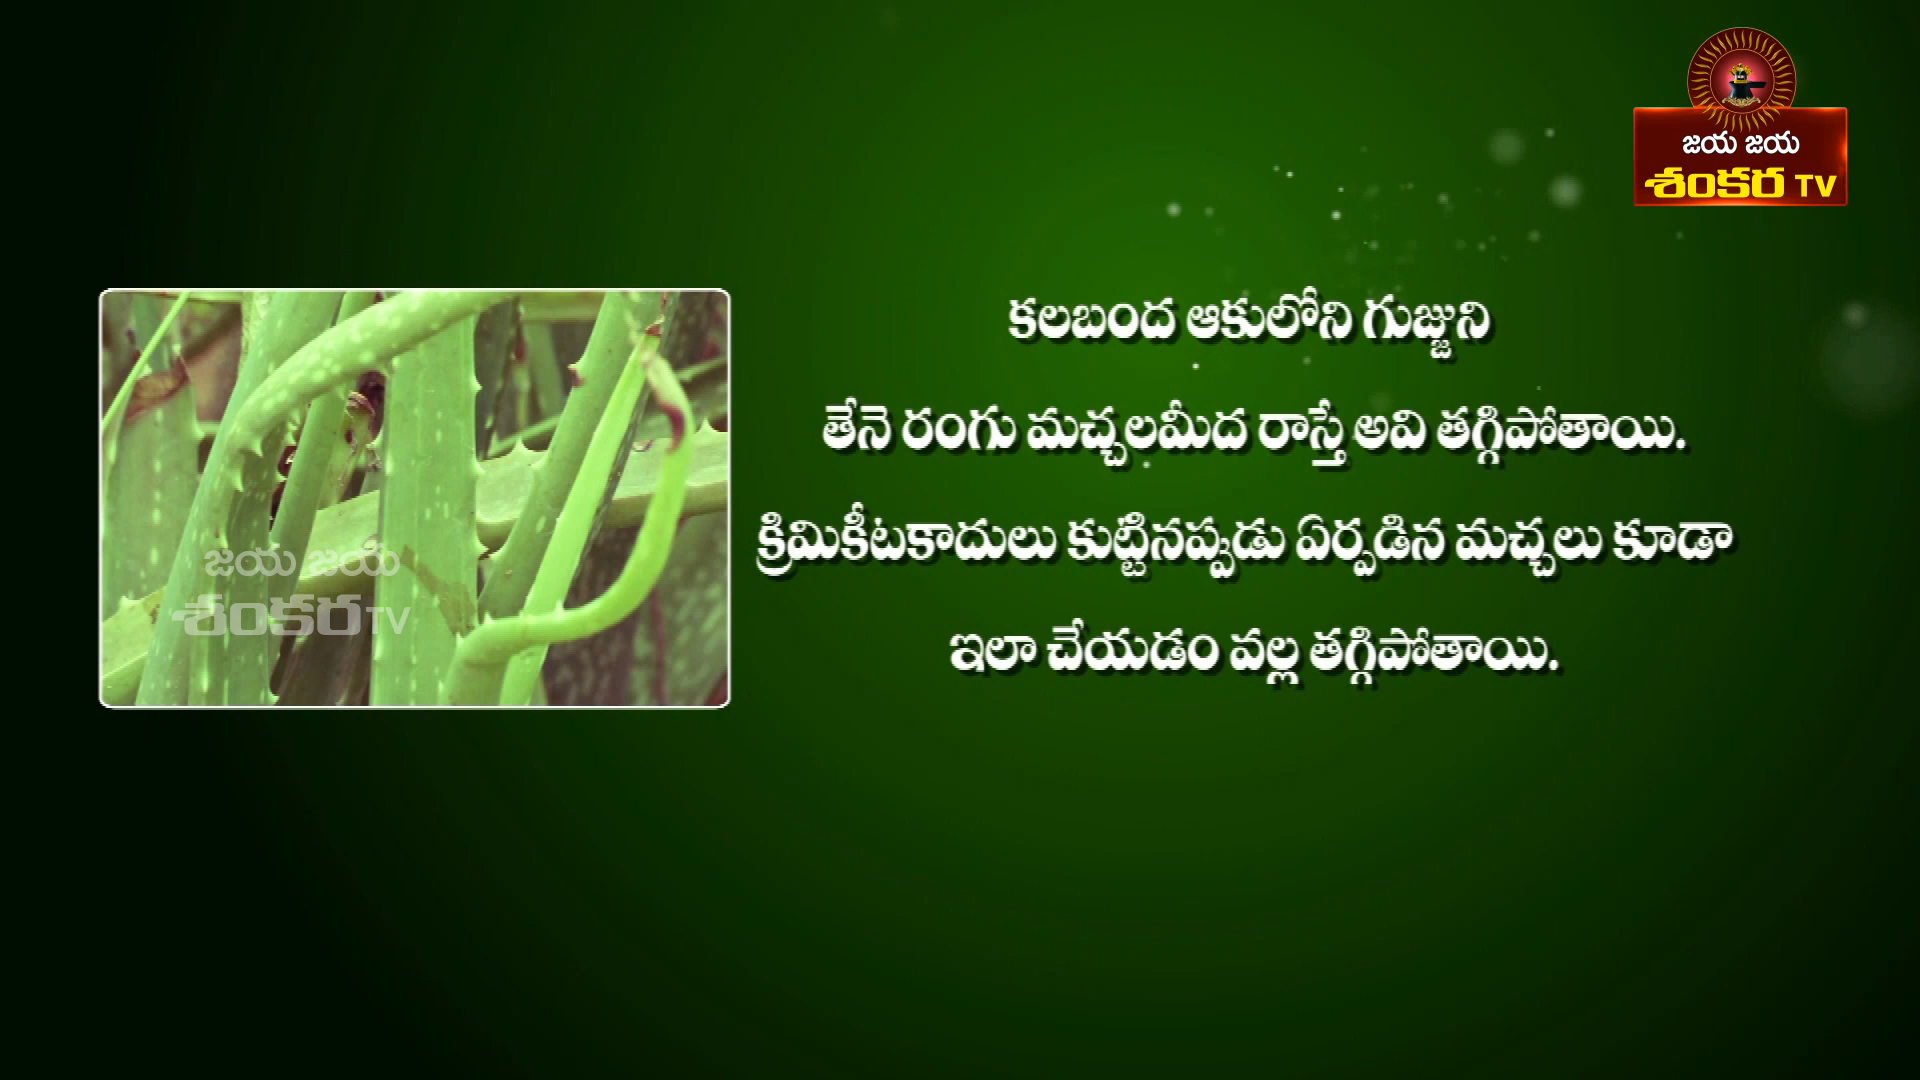 జయ జయ
శంకర TV
కలబంద ఆకులోని గుజ్జుని
తేనె రంగు మచ్చలమీద రాస్తే అవి తగ్గిపోతాయి.
క్రిమికీటకాదులు కుట్టినప్పుడు ఏర్పడిన మచ్చలు కూడా
ఇలా చేయడం వల్ల తగ్గిపోతాయి.
జయ జయ
శంకర TV